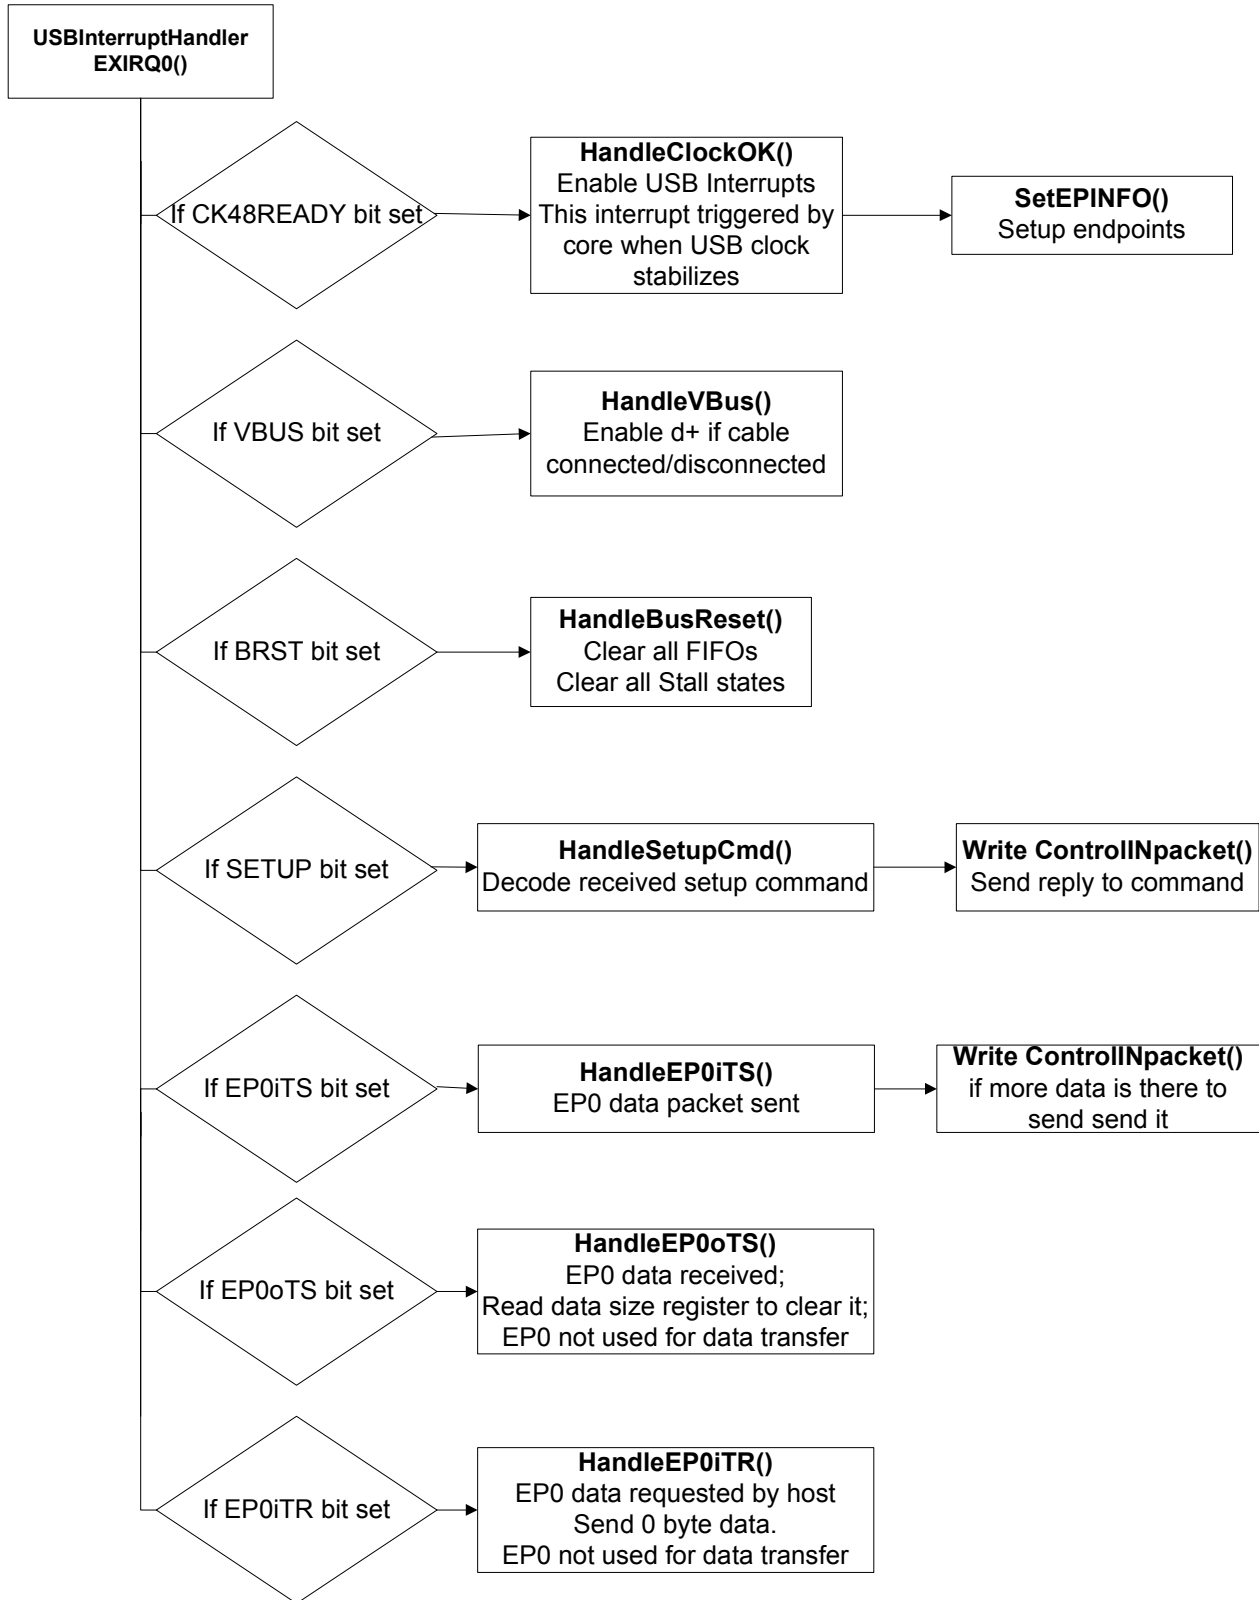 USBInterruptHandler
EXIRQ0()
If CK48READY bit set
HandleClockOK()
Enable USB Interrupts
This interrupt triggered by
core when USB clock
stabilizes
SetEPINFO()
Setup endpoints
If VBUS bit set
HandleVBus()
Enable d+ if cable
connected/disconnected
If BRST bit set
HandleBusReset()
Clear all FIFOs
Clear all Stall states
If SETUP bit set
HandleSetupCmd()
Decode received setup command
Write ControlINpacket()
Send reply to command
If EP0iTS bit set
HandleEP0iTS()
EP0 data packet sent
Write ControlINpacket()
if more data is there to
send send it
If EP0oTS bit set
HandleEP0oTS()
EP0 data received;
Read data size register to clear it;
EP0 not used for data transfer
If EP0iTR bit set
HandleEP0iTR()
EP0 data requested by host
Send 0 byte data.
EP0 not used for data transfer